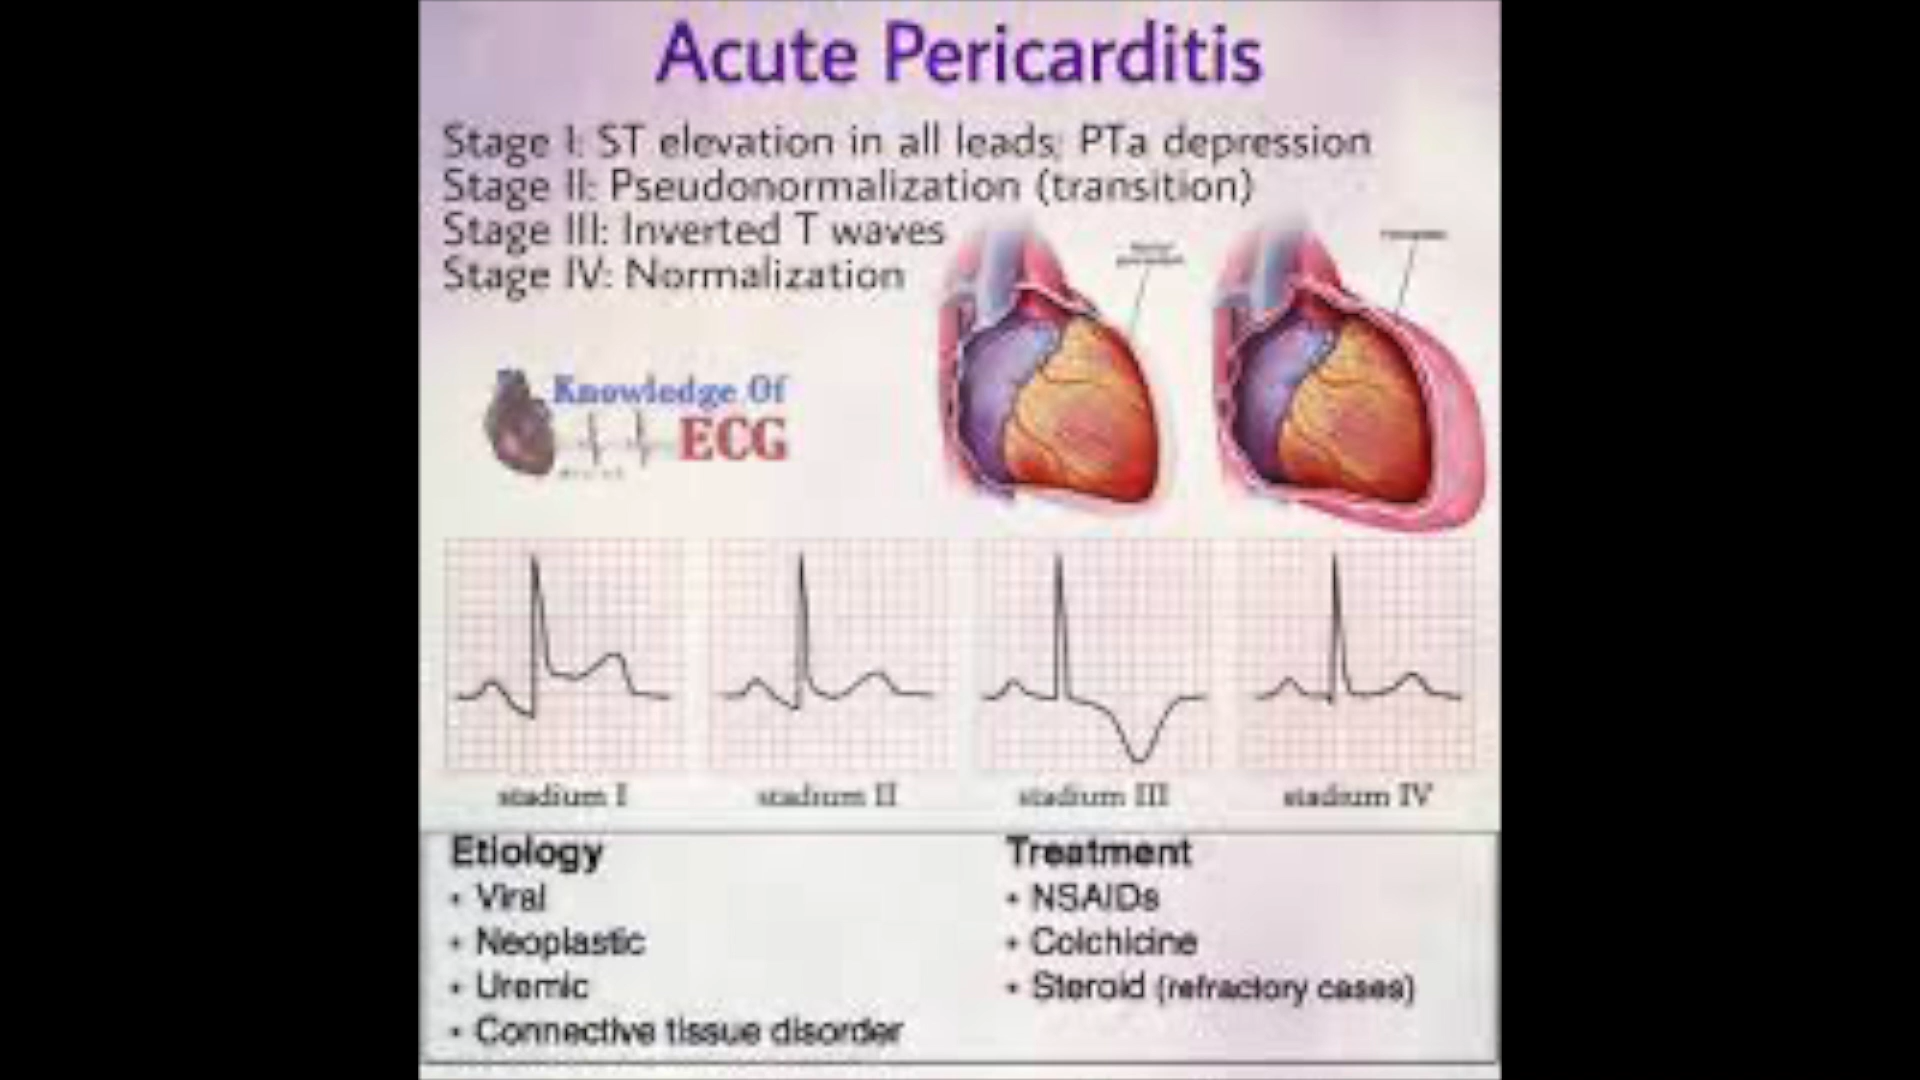 Acute Pericarditis
Stage I: ST elevation in all leads; PTa depression
Stage II: Pseudonormalization (transition)
Stage III: Inverted T waves
Stage IV: Normalization
Knowledge Of
ECG
stadium I
stadium II
stadium III
stadium IV
Etiology
• Viral
• Neoplastic
• Uremic
• Connective tissue disorder
Treatment
• NSAIDs
• Colchicine
• Steroid (refractory cases)